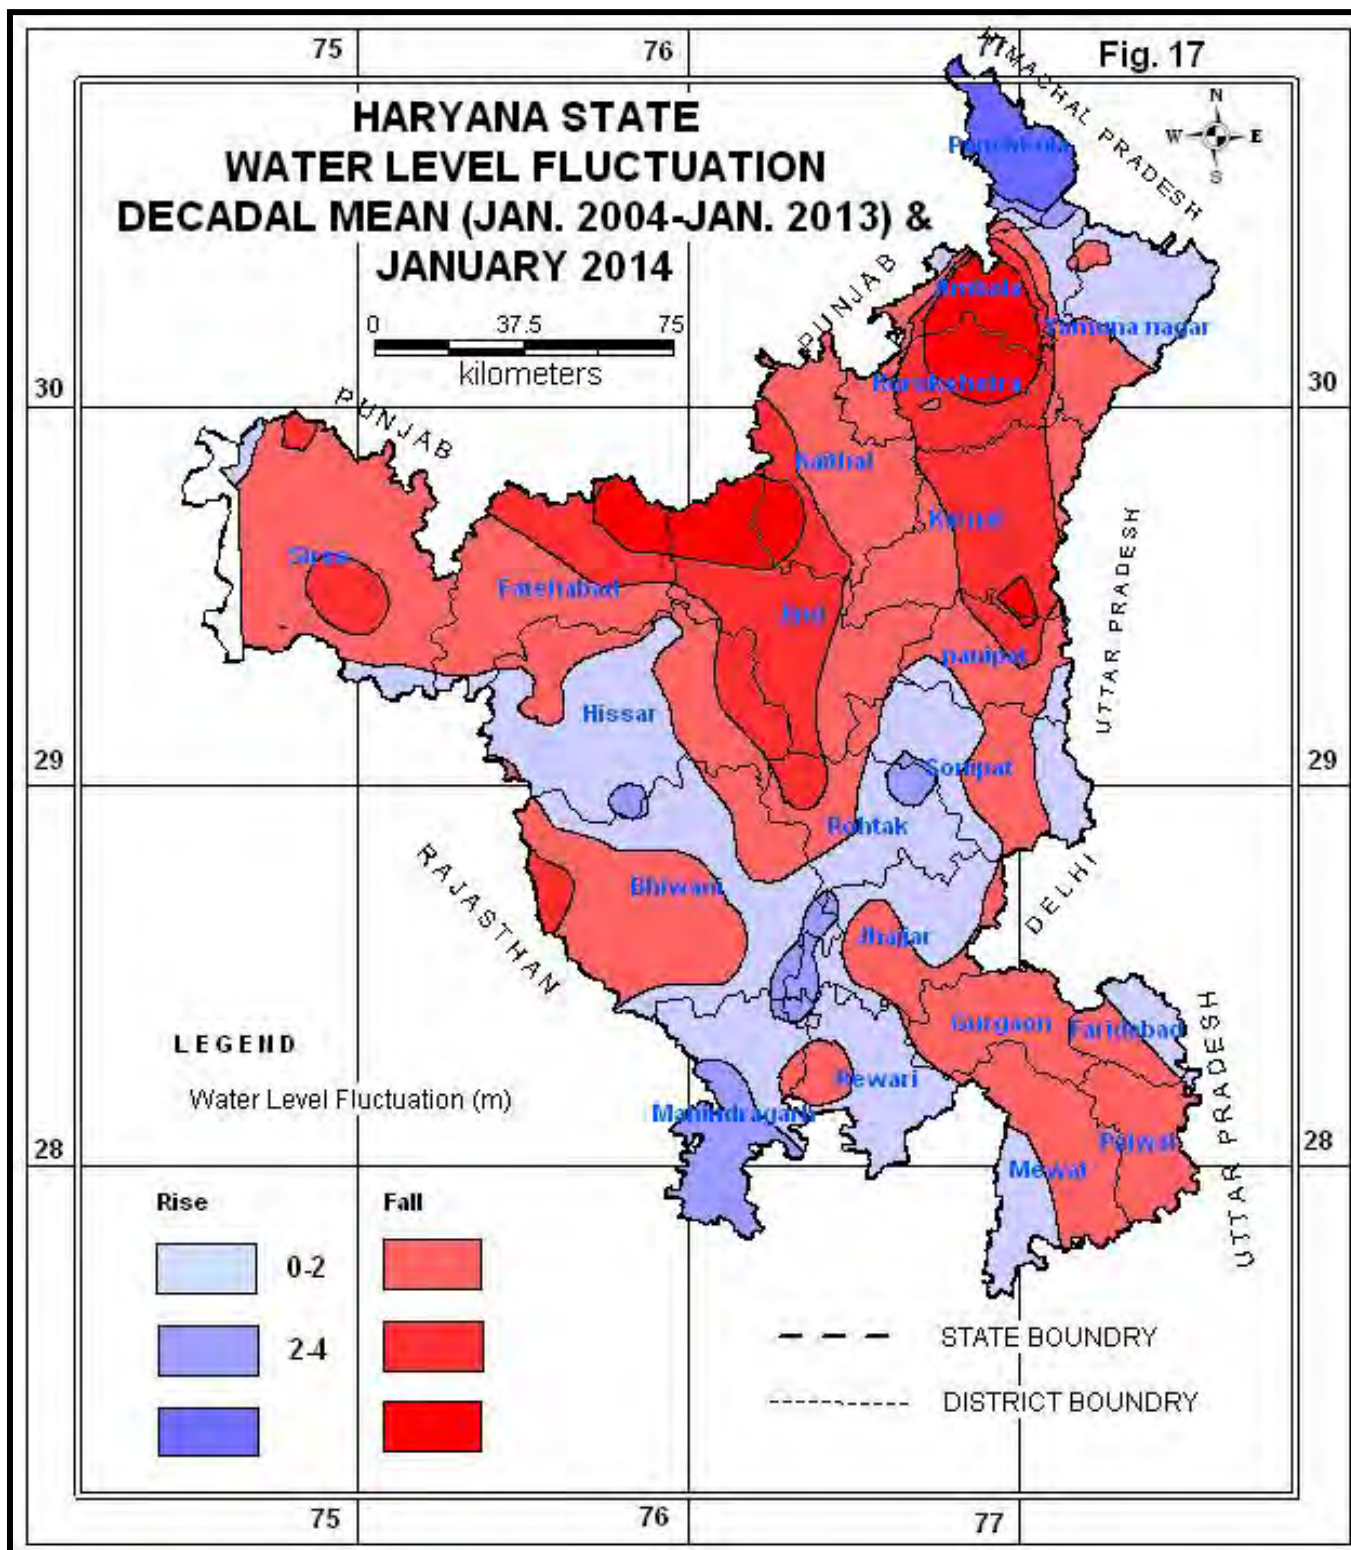 Fig. 17
75
76
77
HARYANA STATE
WATER LEVEL FLUCTUATION
DECADAL MEAN (JAN. 2004-JAN. 2013) &
JANUARY 2014
0 37.5 75
kilometers
N
W E
S
HIMACHAL PRADESH
PUNJAB
PUNJAB
30
30
Panchkula
Ambala
Yamuna nagar
Kurukshetra
Kaithal
Karnal
Sirsa
Fatehabad
Jind
panipat
UTTAR PRADESH
Hissar
29
29
Sonipat
Rohtak
RAJASTHAN
Bhiwani
DELHI
Jhajjar
Gurgaon
Faridabad
UTTAR PRADESH
Rewari
Mahindragarh
Palwal
Mewat
28
28
LEGEND
Water Level Fluctuation (m)
Rise Fall
0-2
2-4
STATE BOUNDRY
DISTRICT BOUNDRY
75
76
77